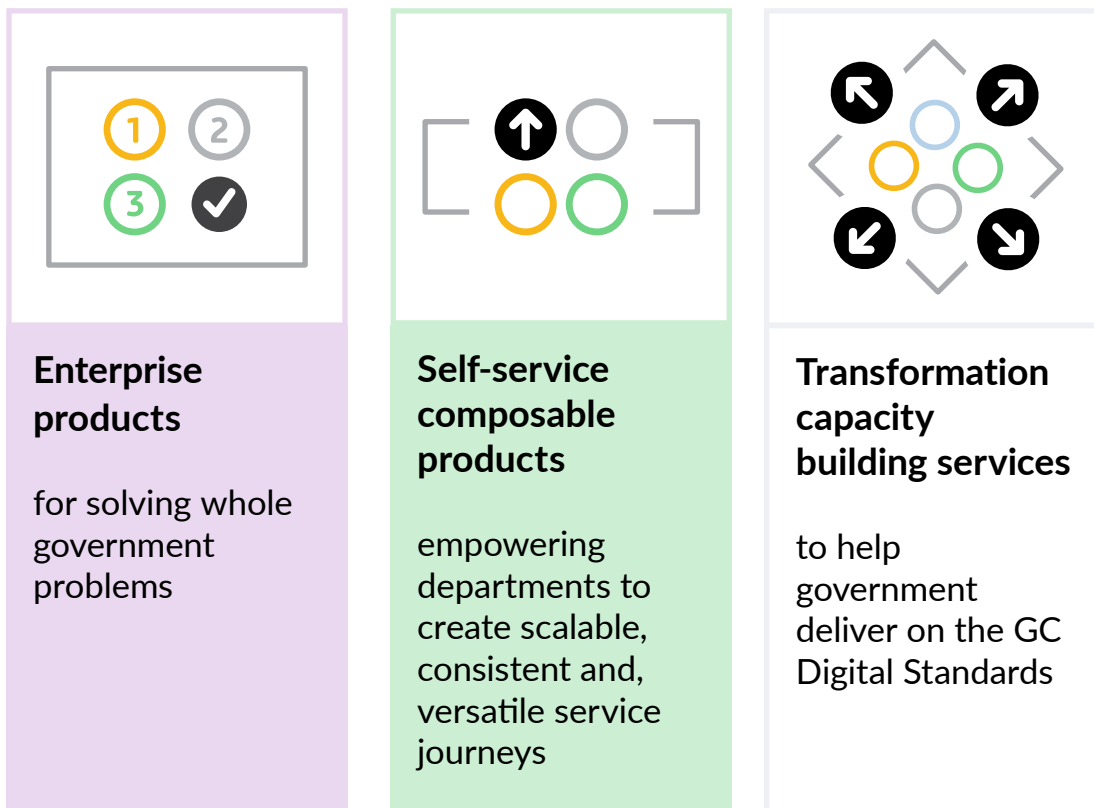 1 2
3
Enterprise
products
for solving whole
government
problems
Self-service
composable
products
empowering
departments to
create scalable,
consistent and,
versatile service
journeys
Transformation
capacity
building services
to help
government
deliver on the GC
Digital Standards